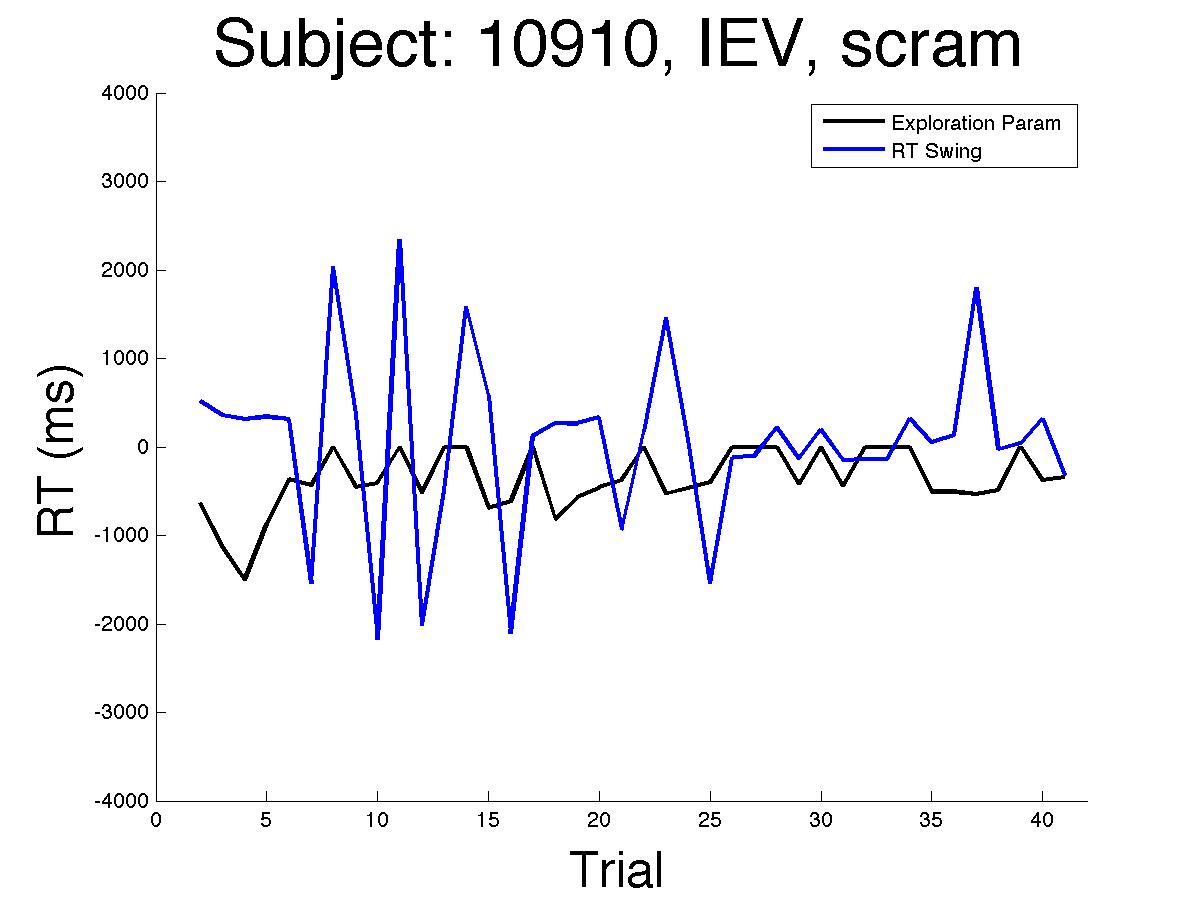 Subject: 10910, IEV, scram
4000
3000
2000
1000
0
-1000
-2000
-3000
-4000
RT (ms)
Exploration Param
RT Swing
0 5 10 15 20 25 30 35 40
Trial